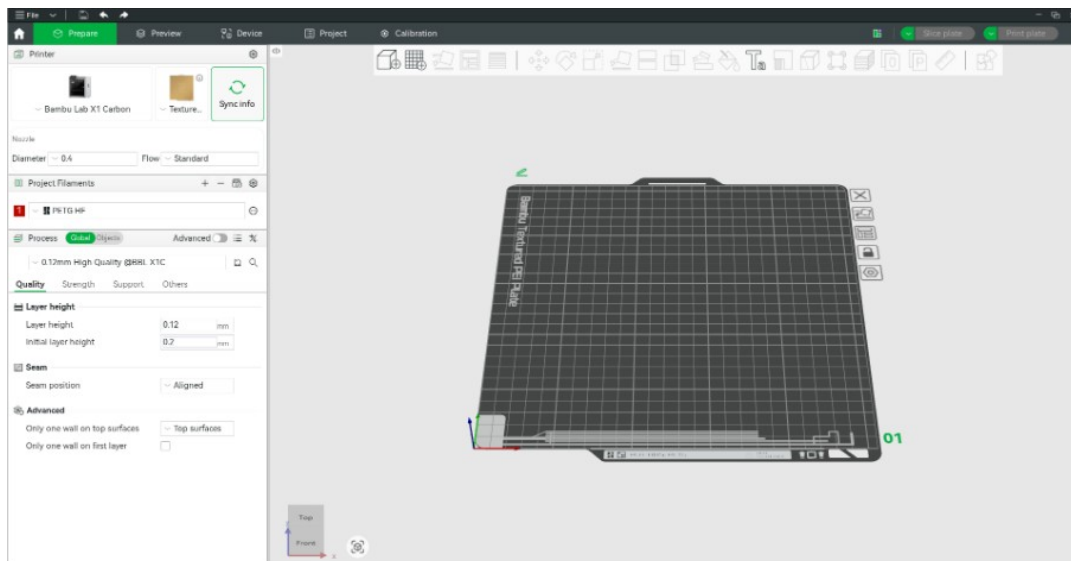 File
Prepare
Preview
Device
Project
Calibration
Slice plate
Print plate
Printer
Bambu Lab X1 Carbon
Texture...
Sync info
Nozzle
Diameter
0.4
Flow
Standard
Project Filaments
1
PETG HF
Process
Global
Objects
Advanced
0.12mm High Quality @BBL X1C
Quality
Strength
Support
Others
Layer height
Layer height
0.12
mm
Initial layer height
0.2
mm
Seam
Seam position
Aligned
Advanced
Only one wall on top surfaces
Top surfaces
Only one wall on first layer
Bambu Textured PEI Plate
01
Top
Front
x